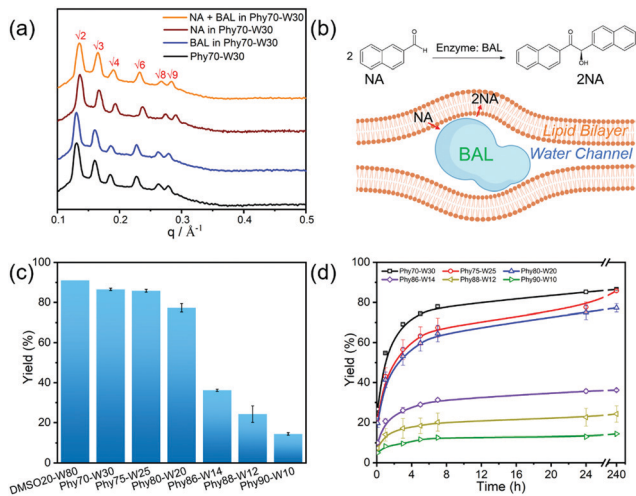 (a)
√2
√3
√4
√6
√8
√9
NA + BAL in Phy70-W30
NA in Phy70-W30
BAL in Phy70-W30
Phy70-W30
0.1 0.2 0.3 0.4 0.5
q / Å⁻¹
(b)
2
O
H
NA
Enzyme: BAL
O
OH
2NA
NA
2NA
BAL
Lipid Bilayer
Water Channel
(c)
Yield (%)
100
80
60
40
20
0
DMSO20-W80
Phy70-W30
Phy75-W25
Phy80-W20
Phy86-W14
Phy88-W12
Phy90-W10
(d)
Yield (%)
100
80
60
40
20
0
Phy70-W30 Phy75-W25 Phy80-W20
Phy86-W14 Phy88-W12 Phy90-W10
0 4 8 12 16 20 24 240
Time (h)